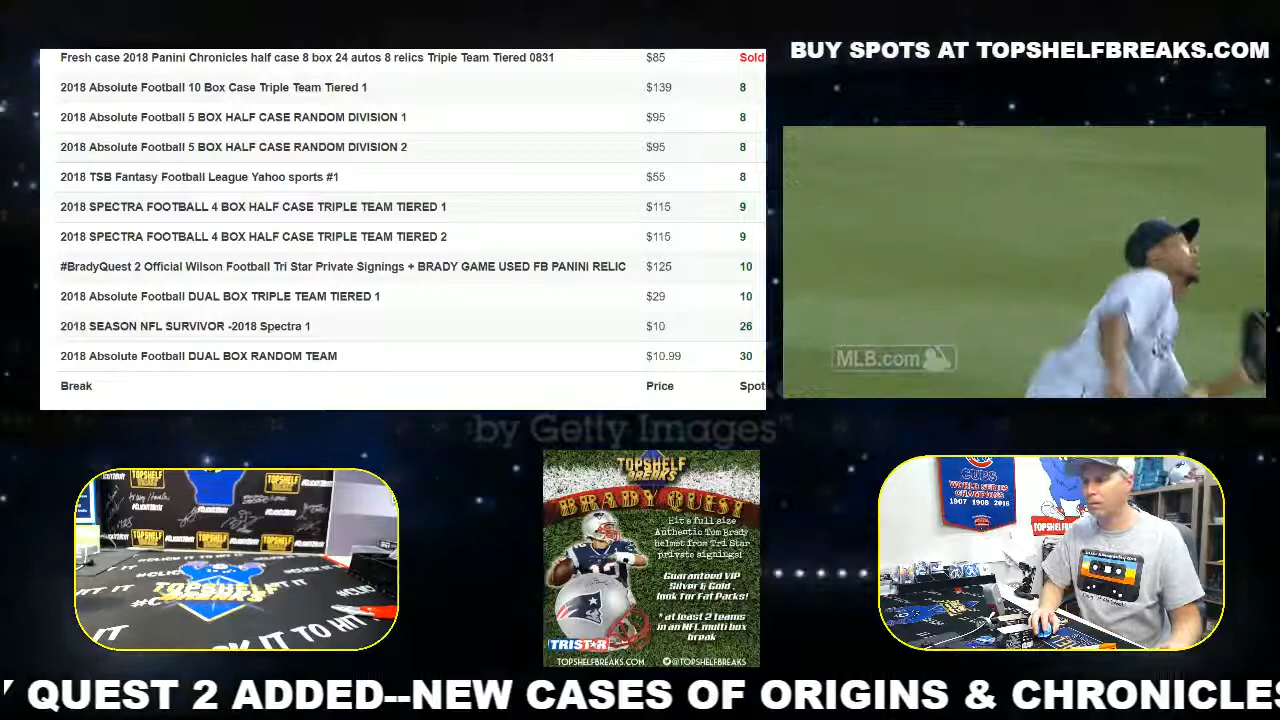 BUY SPOTS AT TOPSHELFBREAKS.COM
Fresh case 2018 Panini Chronicles half case 8 box 24 autos 8 relics Triple Team Tiered 0831 $85 Sold
2018 Absolute Football 10 Box Case Triple Team Tiered 1 $139 8
2018 Absolute Football 5 BOX HALF CASE RANDOM DIVISION 1 $95 8
2018 Absolute Football 5 BOX HALF CASE RANDOM DIVISION 2 $95 8
2018 TSB Fantasy Football League Yahoo sports #1 $55 8
2018 SPECTRA FOOTBALL 4 BOX HALF CASE TRIPLE TEAM TIERED 1 $115 9
2018 SPECTRA FOOTBALL 4 BOX HALF CASE TRIPLE TEAM TIERED 2 $115 9
#BradyQuest 2 Official Wilson Football Tri Star Private Signings + BRADY GAME USED FB PANINI RELIC $125 10
2018 Absolute Football DUAL BOX TRIPLE TEAM TIERED 1 $29 10
2018 SEASON NFL SURVIVOR -2018 Spectra 1 $10 26
2018 Absolute Football DUAL BOX RANDOM TEAM $10.99 30
Break Price Spot
MLB.com
by Getty Images
TOPSHELF
BREAKS
BRADY QUEST
Hit a full size
Authentic Tom Brady
helmet from Tri Star
private signings!
Guaranteed VIP
Silver & Gold
look for Fat Packs!
* at least 2 teams
in an NFL multi box
break
TRISTAR
TOPSHELFBREAKS.COM @TOPSHELFBREAKS
TOPSHELF
CUBS
WORLD SERIES
CHAMPIONS
1907 1908 2016
Y QUEST 2 ADDED--NEW CASES OF ORIGINS & CHRONICLES